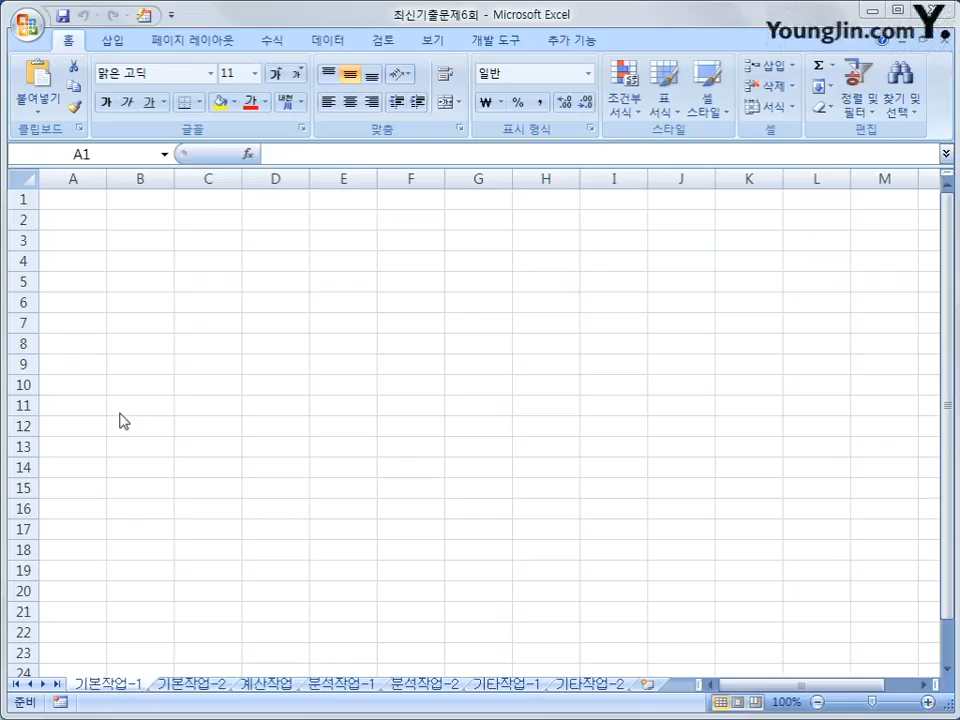 최신기출문제6회 - Microsoft Excel
YoungJin.com Y.
홈 삽입 페이지 레이아웃 수식 데이터 검토 보기 개발 도구 추가 기능
붙여넣기
맑은 고딕 11
가 가
가 가 가 가 내천
일반
₩ % , .00 .0
조건부 서식
표 서식
셀 스타일
삽입
삭제
서식
Σ
정렬 및 필터
찾기 및 선택
클립보드 글꼴 맞춤 표시 형식 스타일 셀 편집
A1 fx
A B C D E F G H I J K L M
1
2
3
4
5
6
7
8
9
10
11
12
13
14
15
16
17
18
19
20
21
22
23
24
기본작업-1 기본작업-2 계산작업 분석작업-1 분석작업-2 기타작업-1 기타작업-2
준비 100%